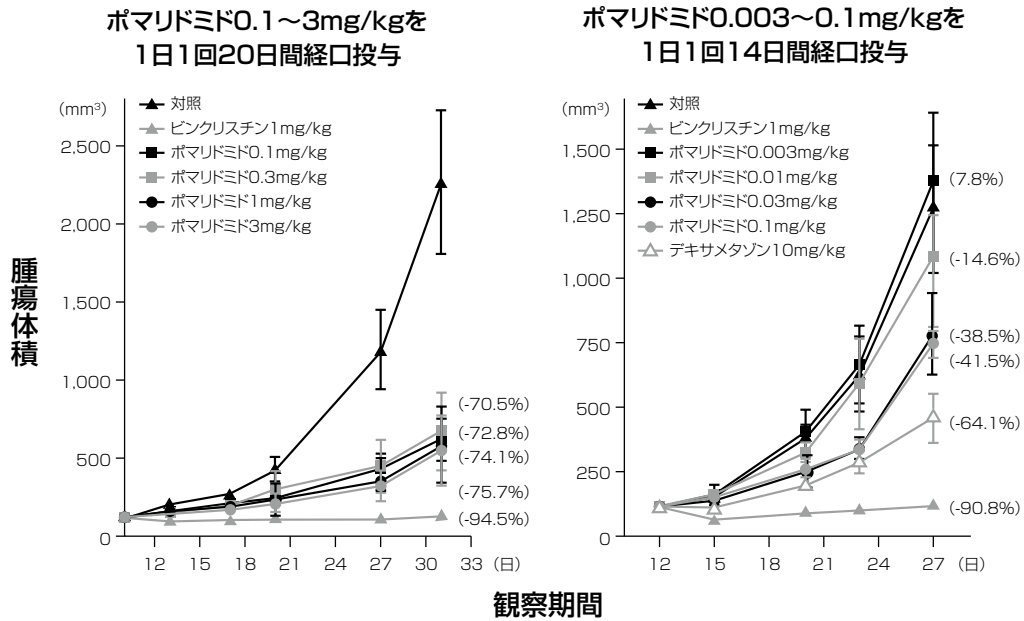 ポマリドミド0.1～3mg/kgを
1日1回20日間経口投与
(mm³)
2,500
2,000
1,500
1,000
500
0
対照
ビンクリスチン1mg/kg
ポマリドミド0.1mg/kg
ポマリドミド0.3mg/kg
ポマリドミド1mg/kg
ポマリドミド3mg/kg
(-70.5%)
(-72.8%)
(-74.1%)
(-75.7%)
(-94.5%)
12 15 18 21 24 27 30 33 (日)
ポマリドミド0.003～0.1mg/kgを
1日1回14日間経口投与
(mm³)
1,500
1,250
1,000
750
500
250
0
対照
ビンクリスチン1mg/kg
ポマリドミド0.003mg/kg
ポマリドミド0.01mg/kg
ポマリドミド0.03mg/kg
ポマリドミド0.1mg/kg
デキサメタゾン10mg/kg
(7.8%)
(-14.6%)
(-38.5%)
(-41.5%)
(-64.1%)
(-90.8%)
12 15 18 21 24 27 (日)
腫瘍体積
観察期間